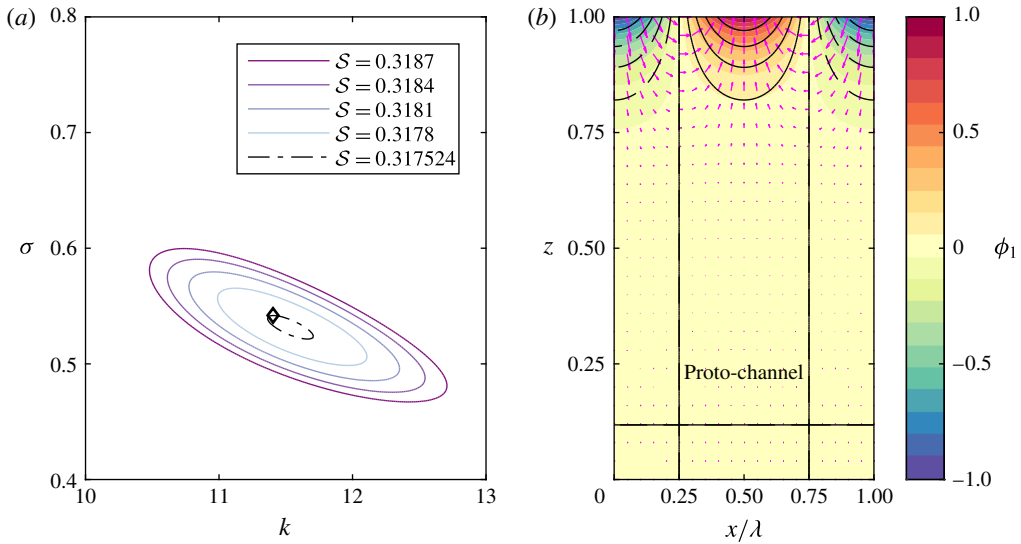 (a)
0.8
0.7
0.6
σ
0.5
0.4
10
11
12
13
k
𝒮 = 0.3187
𝒮 = 0.3184
𝒮 = 0.3181
𝒮 = 0.3178
𝒮 = 0.317524
(b)
1.00
0.75
z
0.50
0.25
0
0.25
0.50
0.75
1.00
x/λ
Proto-channel
1.0
0.5
0
ϕ1
−0.5
−1.0